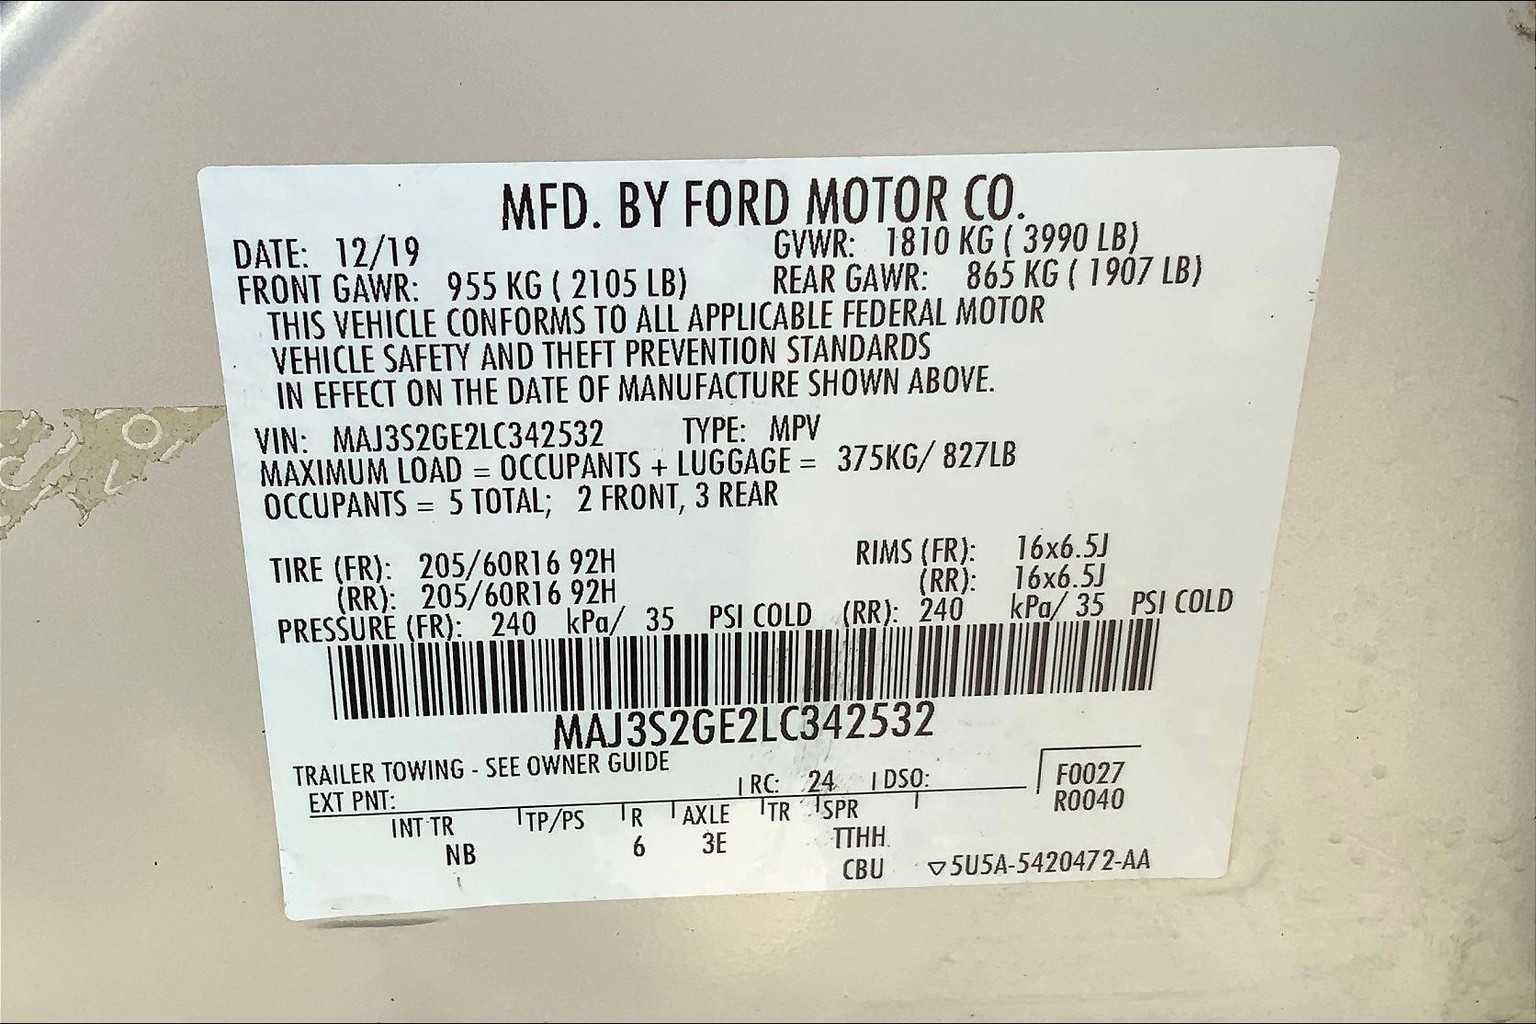 MFD. BY FORD MOTOR CO.
DATE: 12/19 GVWR: 1810 KG ( 3990 LB)
FRONT GAWR: 955 KG ( 2105 LB) REAR GAWR: 865 KG ( 1907 LB)
THIS VEHICLE CONFORMS TO ALL APPLICABLE FEDERAL MOTOR
VEHICLE SAFETY AND THEFT PREVENTION STANDARDS
IN EFFECT ON THE DATE OF MANUFACTURE SHOWN ABOVE.
VIN: MAJ3S2GE2LC342532 TYPE: MPV
MAXIMUM LOAD = OCCUPANTS + LUGGAGE = 375KG/ 827LB
OCCUPANTS = 5 TOTAL; 2 FRONT, 3 REAR
TIRE (FR): 205/60R16 92H RIMS (FR): 16x6.5J
(RR): 205/60R16 92H (RR): 16x6.5J
PRESSURE (FR): 240 kPa/ 35 PSI COLD (RR): 240 kPa/ 35 PSI COLD
MAJ3S2GE2LC342532
TRAILER TOWING - SEE OWNER GUIDE
EXT PNT: RC: 24 DSO: F0027
R0040
INT TR TP/PS R AXLE TR SPR
NB 6 3E TTHH
CBU ▽5U5A-5420472-AA